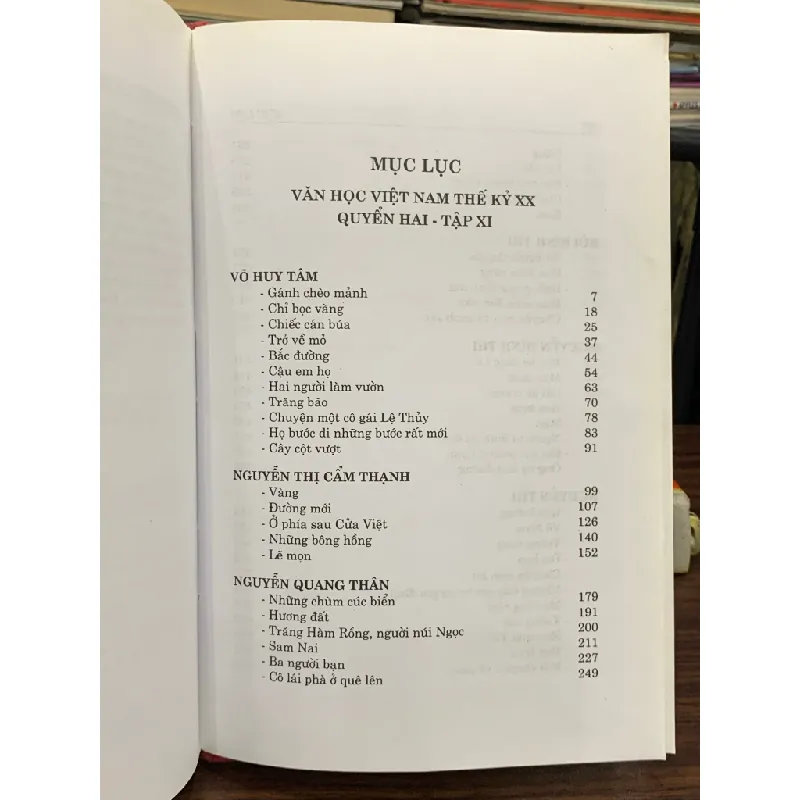 MỤC LỤC
VĂN HỌC VIỆT NAM THẾ KỶ XX
QUYỂN HAI - TẬP XI
VÕ HUY TÂM
- Gánh chèo mảnh 7
- Chỉ bọc vàng 18
- Chiếc cán búa 25
- Trở về mỏ 37
- Bắc đường 44
- Cậu em họ 54
- Hai người làm vườn 63
- Trăng bão 70
- Chuyện một cô gái Lệ Thủy 78
- Họ bước đi những bước rất mới 83
- Cây cột vượt 91
NGUYỄN THỊ CẨM THẠNH
- Vàng 99
- Đường mới 107
- Ở phía sau Cửa Việt 126
- Những bông hồng 140
- Lẽ mọn 152
NGUYỄN QUANG THÂN
- Những chùm cúc biển 179
- Hương đất 191
- Trăng Hàm Rồng, người núi Ngọc 200
- Sam Nai 211
- Ba người bạn 227
- Cô lái phà ở quê lên 249